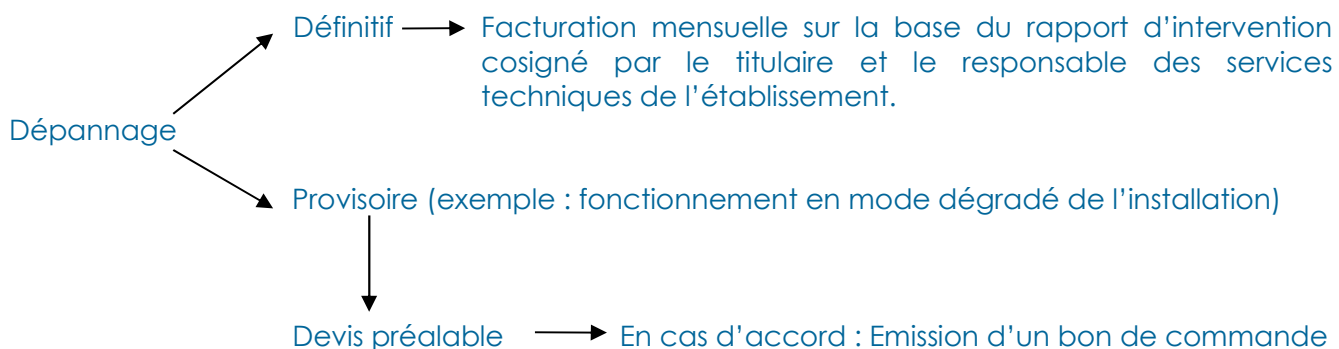 Définitif
Facturation mensuelle sur la base du rapport d’intervention
cosigné par le titulaire et le responsable des services
techniques de l’établissement.
Dépannage
Provisoire (exemple : fonctionnement en mode dégradé de l’installation)
Devis préalable
En cas d’accord : Emission d’un bon de commande